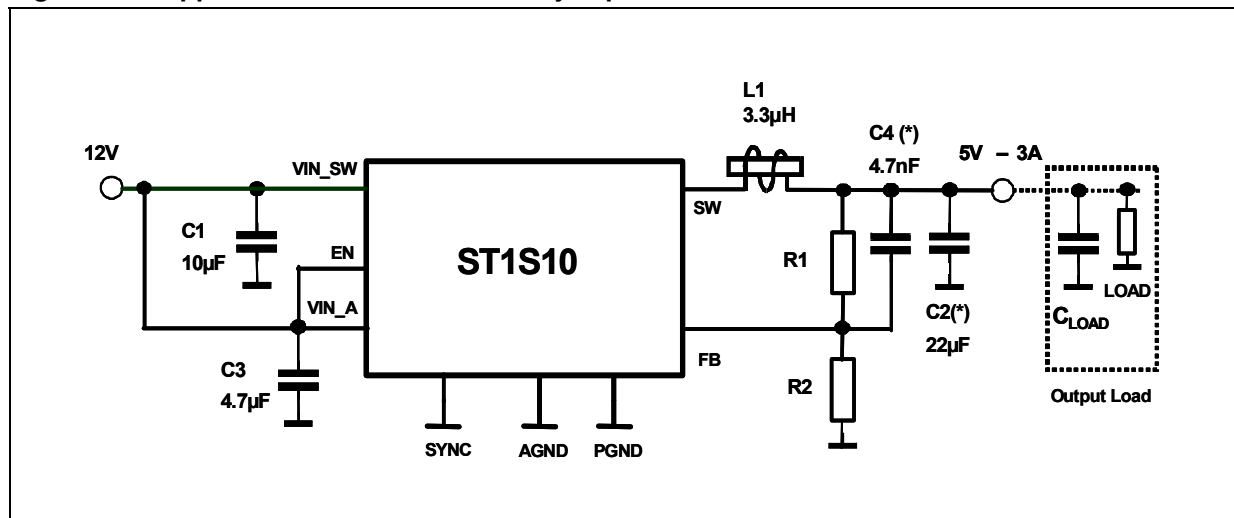 L1
3.3µH
C4 (*)
4.7nF
5V – 3A
12V
VIN_SW
SW
C1
10µF
EN
ST1S10
R1
LOAD
VIN_A
C2(*)
22µF
CLOAD
FB
C3
4.7µF
R2
Output Load
SYNC
AGND
PGND